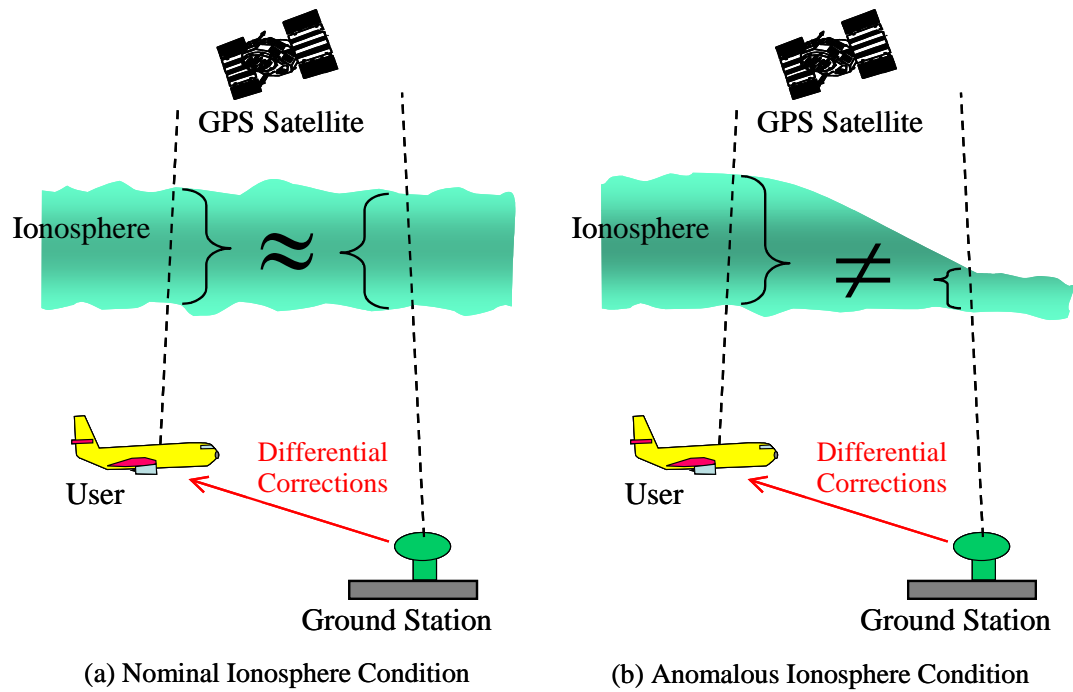 GPS Satellite
Ionosphere
≈
Differential
Corrections
User
Ground Station
(a) Nominal Ionosphere Condition
GPS Satellite
Ionosphere
≠
Differential
Corrections
User
Ground Station
(b) Anomalous Ionosphere Condition